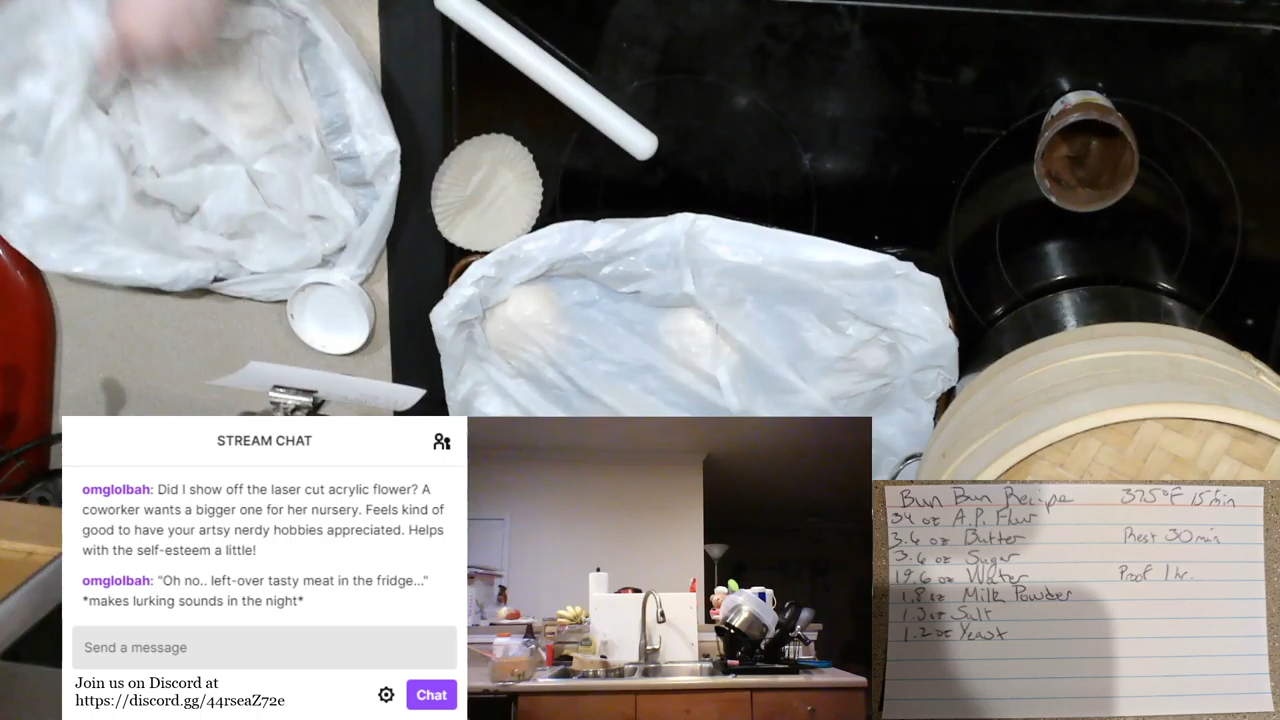 STREAM CHAT
omglolbah: Did I show off the laser cut acrylic flower? A
coworker wants a bigger one for her nursery. Feels kind of
good to have your artsy nerdy hobbies appreciated. Helps
with the self-esteem a little!
omglolbah: "Oh no.. left-over tasty meat in the fridge..."
*makes lurking sounds in the night*
Send a message
Join us on Discord at
https://discord.gg/44rseaZ72e
Chat
Bun Bun Recipe 375°F 15 min
34 oz A.P. Flour
3.6 oz Butter Rest 30 min
3.6 oz Sugar
19.6 oz Water Proof 1 hr.
1.8 oz Milk Powder
Salt
1.2 oz Yeast